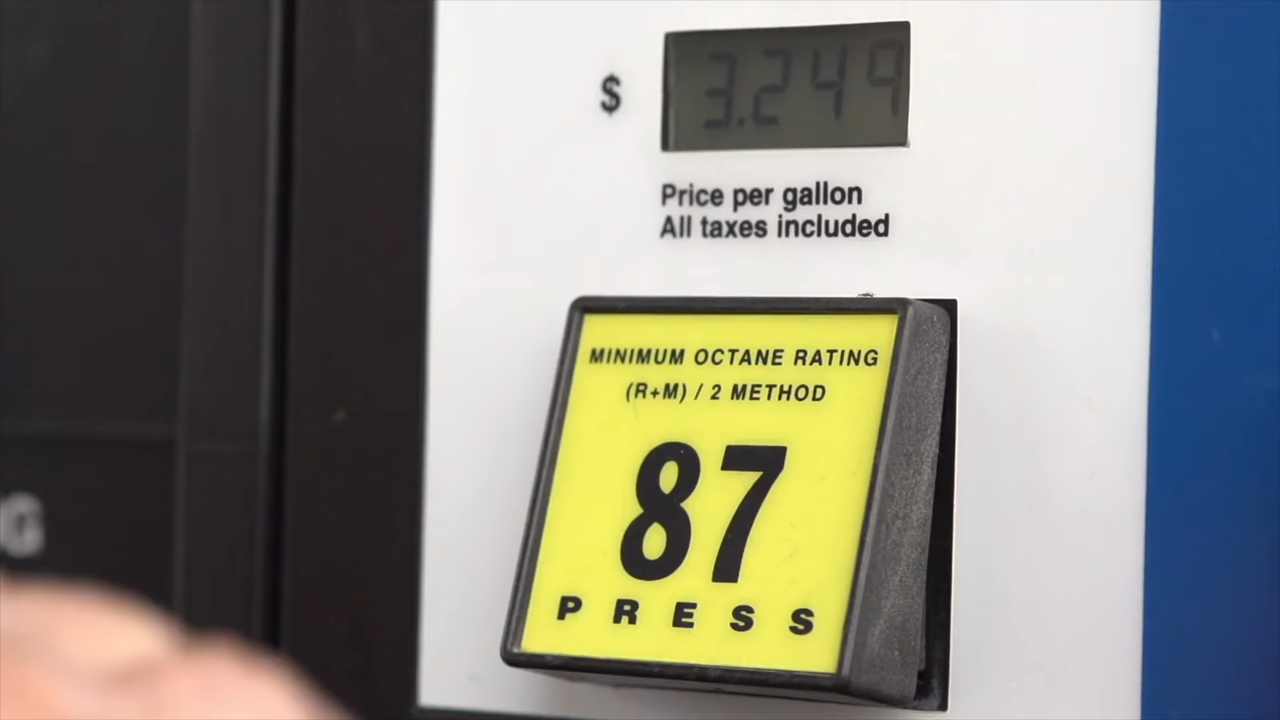 $ 3.249
Price per gallon
All taxes included
MINIMUM OCTANE RATING
(R+M) / 2 METHOD
87
PRESS
G